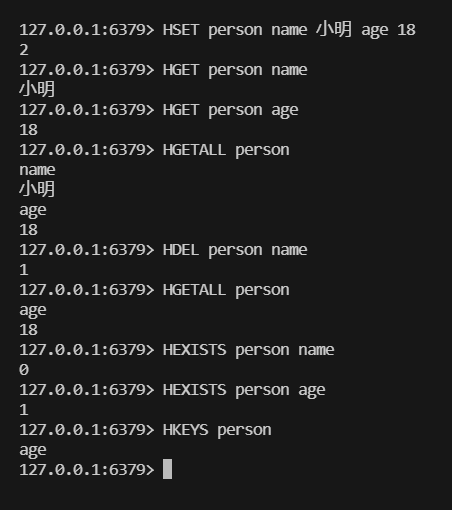 127.0.0.1:6379> HSET person name 小明 age 18
2
127.0.0.1:6379> HGET person name
小明
127.0.0.1:6379> HGET person age
18
127.0.0.1:6379> HGETALL person
name
小明
age
18
127.0.0.1:6379> HDEL person name
1
127.0.0.1:6379> HGETALL person
age
18
127.0.0.1:6379> HEXISTS person name
0
127.0.0.1:6379> HEXISTS person age
1
127.0.0.1:6379> HKEYS person
age
127.0.0.1:6379>